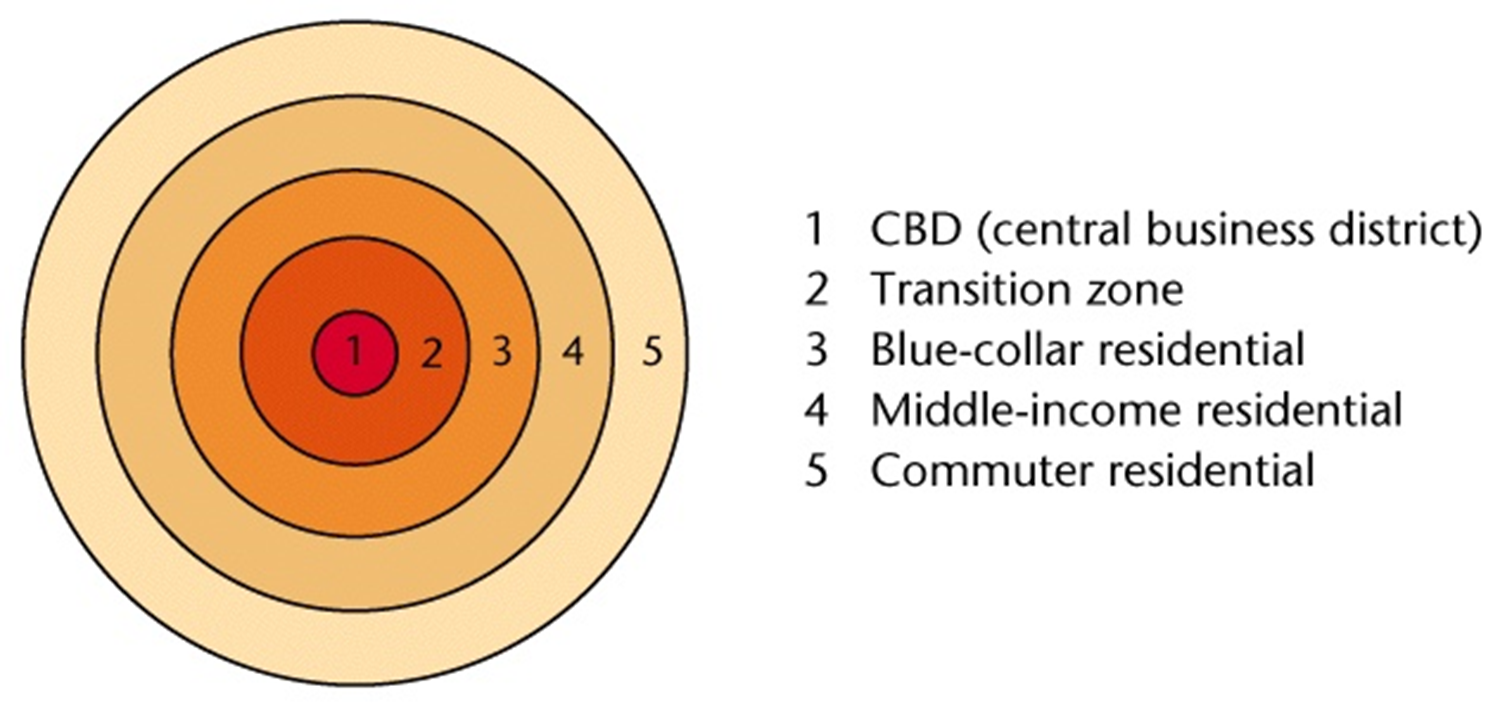 1 2 3 4 5
1 CBD (central business district)
2 Transition zone
3 Blue-collar residential
4 Middle-income residential
5 Commuter residential